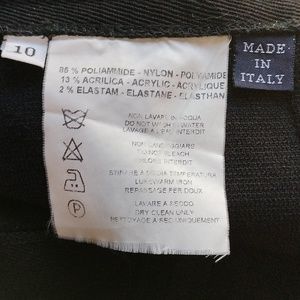 10
85 % POLIAMMIDE - NYLON - POLYAMIDE
13 % ACRILICA - ACRYLIC - ACRYLIQUE
2 % ELASTAM - ELASTANE - ELASTHAN
MADE
IN
ITALY
NON LAVARE IN ACQUA
DO NOT WASH IN WATER
LAVAGE A L'EAU INTERDIT
NON CANDEGGIARE
DO NOT BLEACH
CHLORE INTERDIT
STIRARE A MEDIA TEMPERATURA
LUKEWARM IRON
REPASSAGE FER DOUX
P
LAVARE A SECCO
DRY CLEAN ONLY
NETTOYAGE A SEC UNIQUEMENT